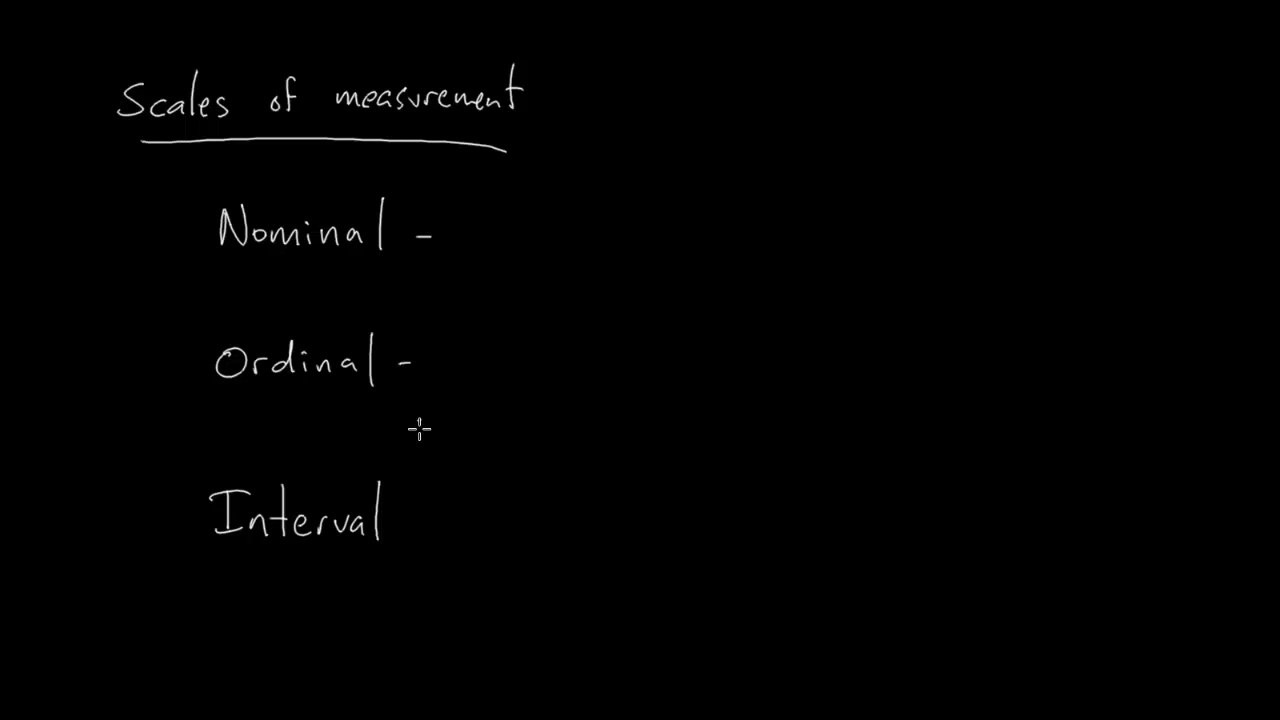 Scales of measurement
Nominal -
Ordinal -
Interval